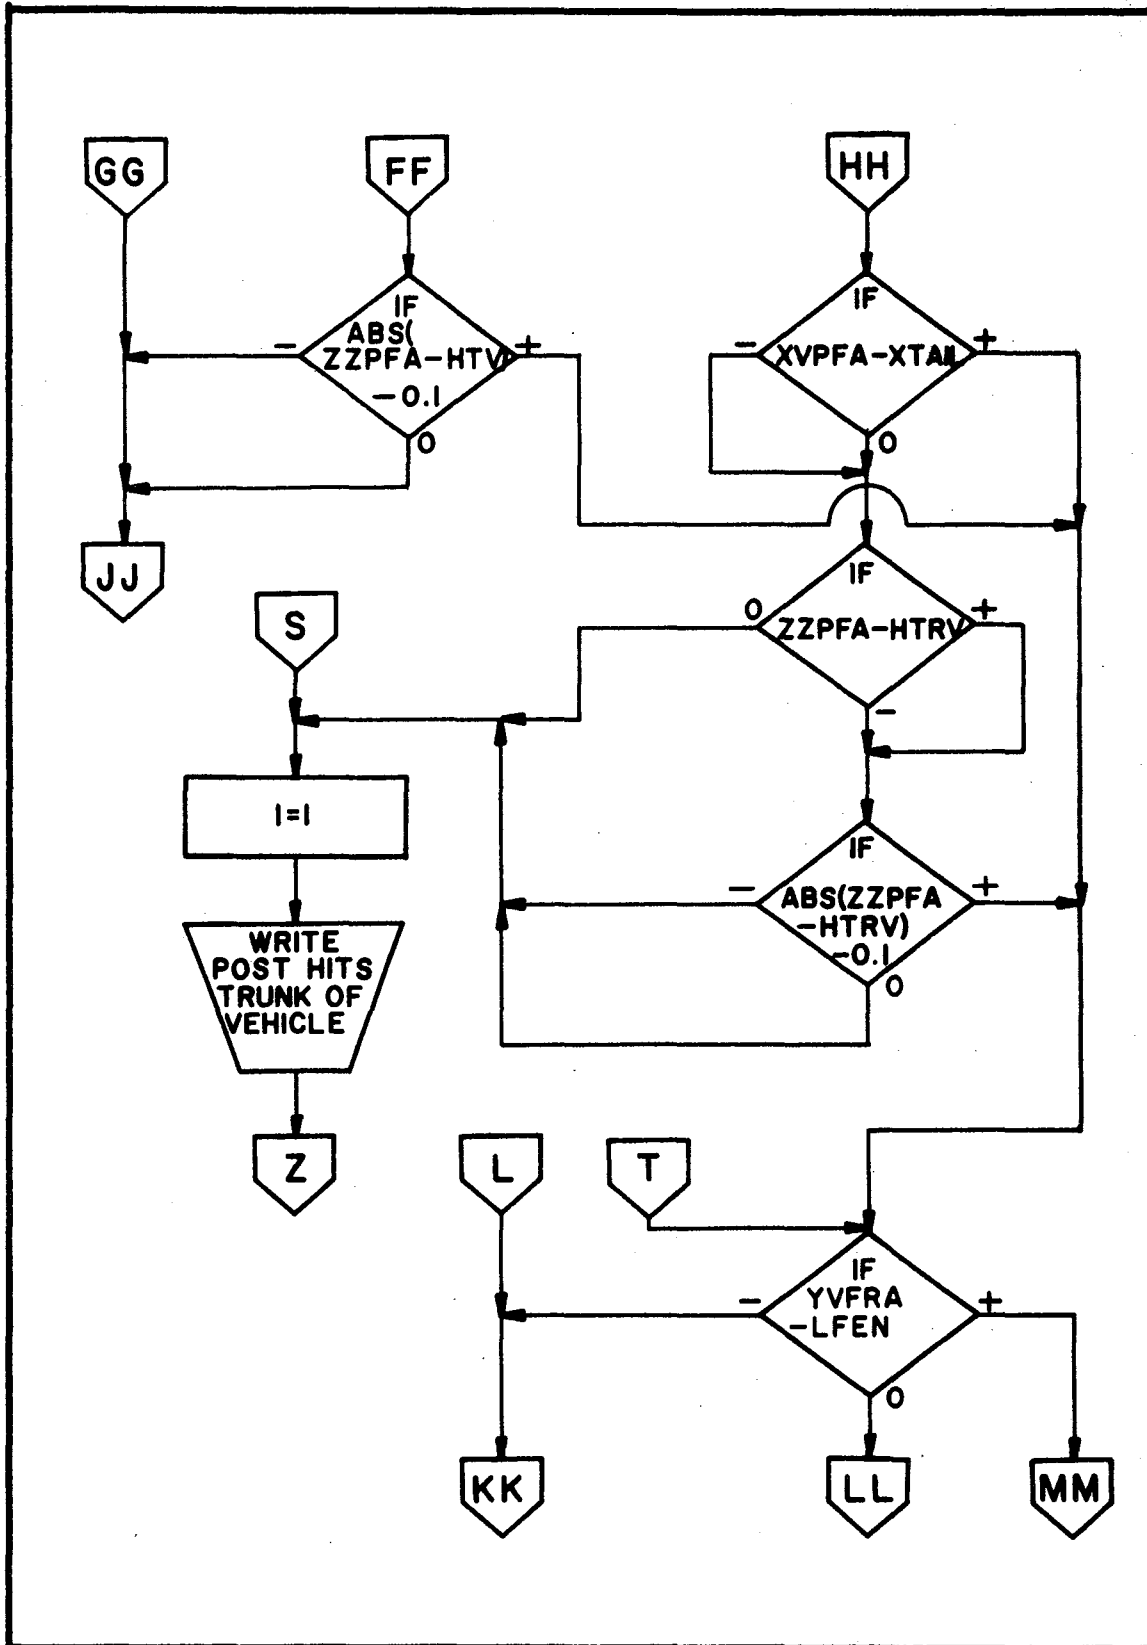 GG
FF
HH
IF
ABS(
ZZPFA-HTV)
-0.1
-
+
0
IF
XVPFA-XTAIL
-
+
0
JJ
IF
ZZPFA-HTRV
0
+
-
S
I=1
IF
ABS(ZZPFA
-HTRV)
-0.1
-
+
0
WRITE
POST HITS
TRUNK OF
VEHICLE
Z
L
T
IF
YVFRA
-LFEN
-
+
0
KK
LL
MM